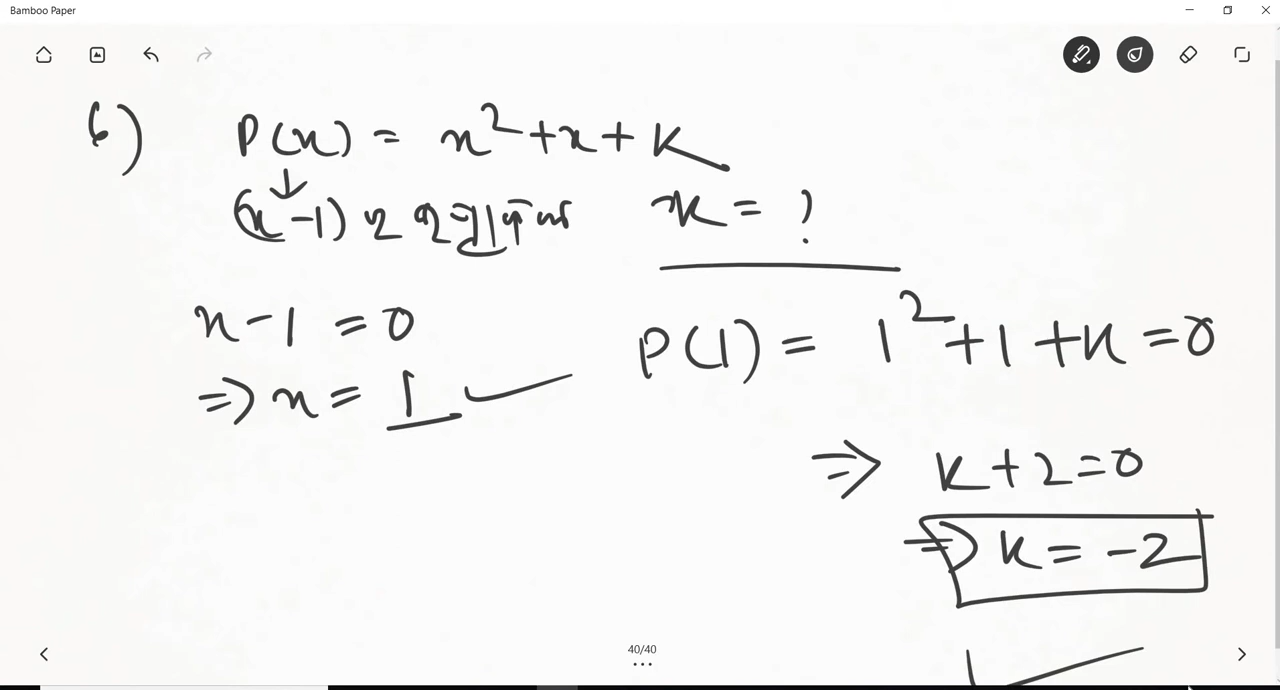 Bamboo Paper
6) P(x) = x² + x + K
(x-1)
K = ?
x - 1 = 0
⇒ x = 1
P(1) = 1² + 1 + K = 0
⇒ K + 2 = 0
⇒ K = -2
40/40